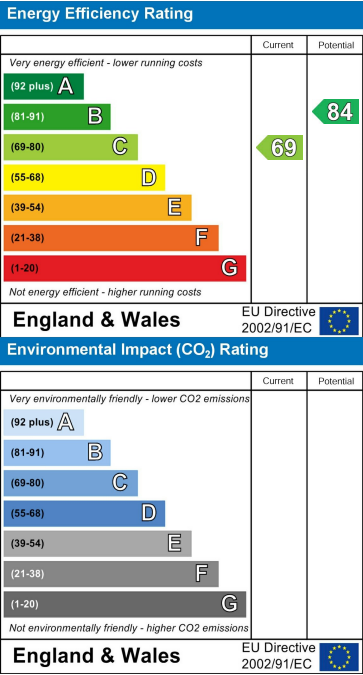 Energy Efficiency Rating
Current Potential
Very energy efficient - lower running costs
(92 plus) A
(81-91) B
84
(69-80) C
69
(55-68) D
(39-54) E
(21-38) F
(1-20) G
Not energy efficient - higher running costs
England & Wales
EU Directive
2002/91/EC
Environmental Impact (CO₂) Rating
Current Potential
Very environmentally friendly - lower CO2 emissions
(92 plus) A
(81-91) B
(69-80) C
(55-68) D
(39-54) E
(21-38) F
(1-20) G
Not environmentally friendly - higher CO2 emissions
England & Wales
EU Directive
2002/91/EC